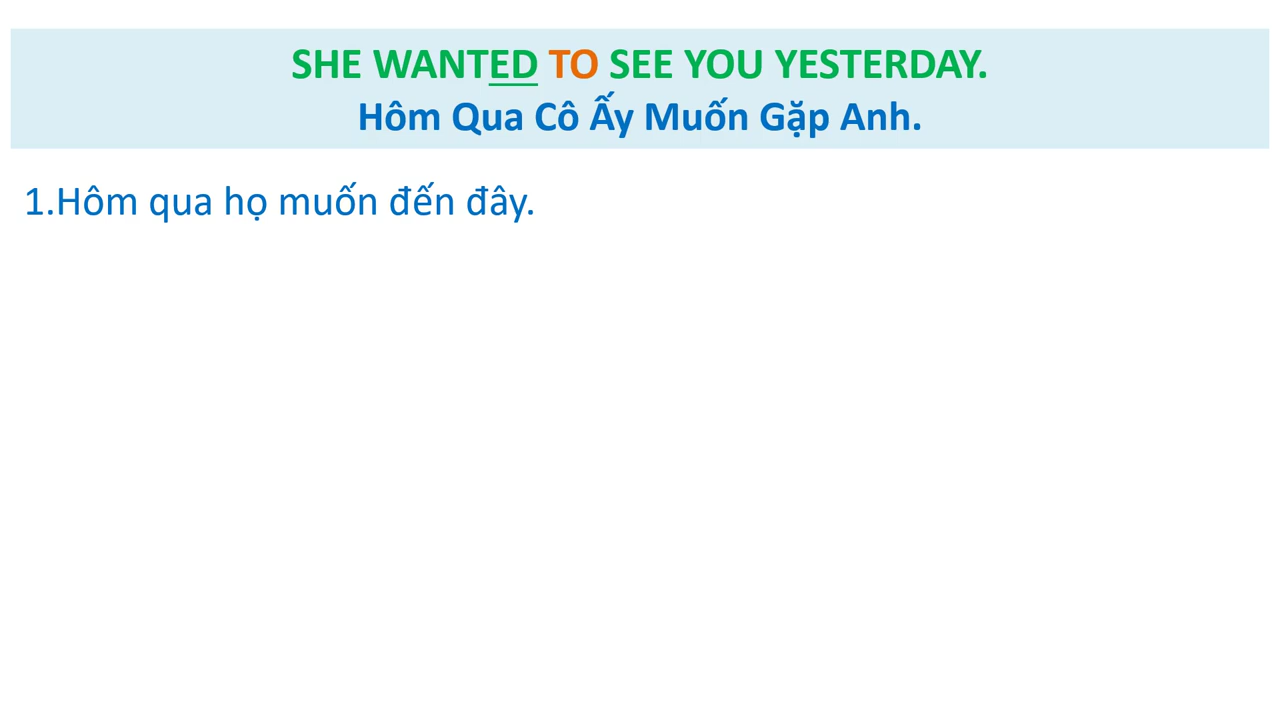 SHE WANTED TO SEE YOU YESTERDAY.
Hôm Qua Cô Ấy Muốn Gặp Anh.
1.Hôm qua họ muốn đến đây.